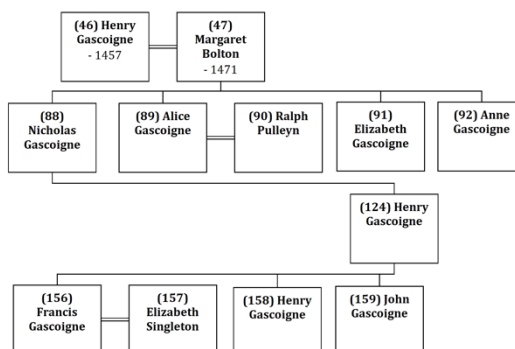 (46) Henry
Gascoigne
- 1457
(47)
Margaret
Bolton
- 1471
(88)
Nicholas
Gascoigne
(89) Alice
Gascoigne
(90) Ralph
Pulleyn
(91)
Elizabeth
Gascoigne
(92) Anne
Gascoigne
(124) Henry
Gascoigne
(156)
Francis
Gascoigne
(157)
Elizabeth
Singleton
(158) Henry
Gascoigne
(159) John
Gascoigne